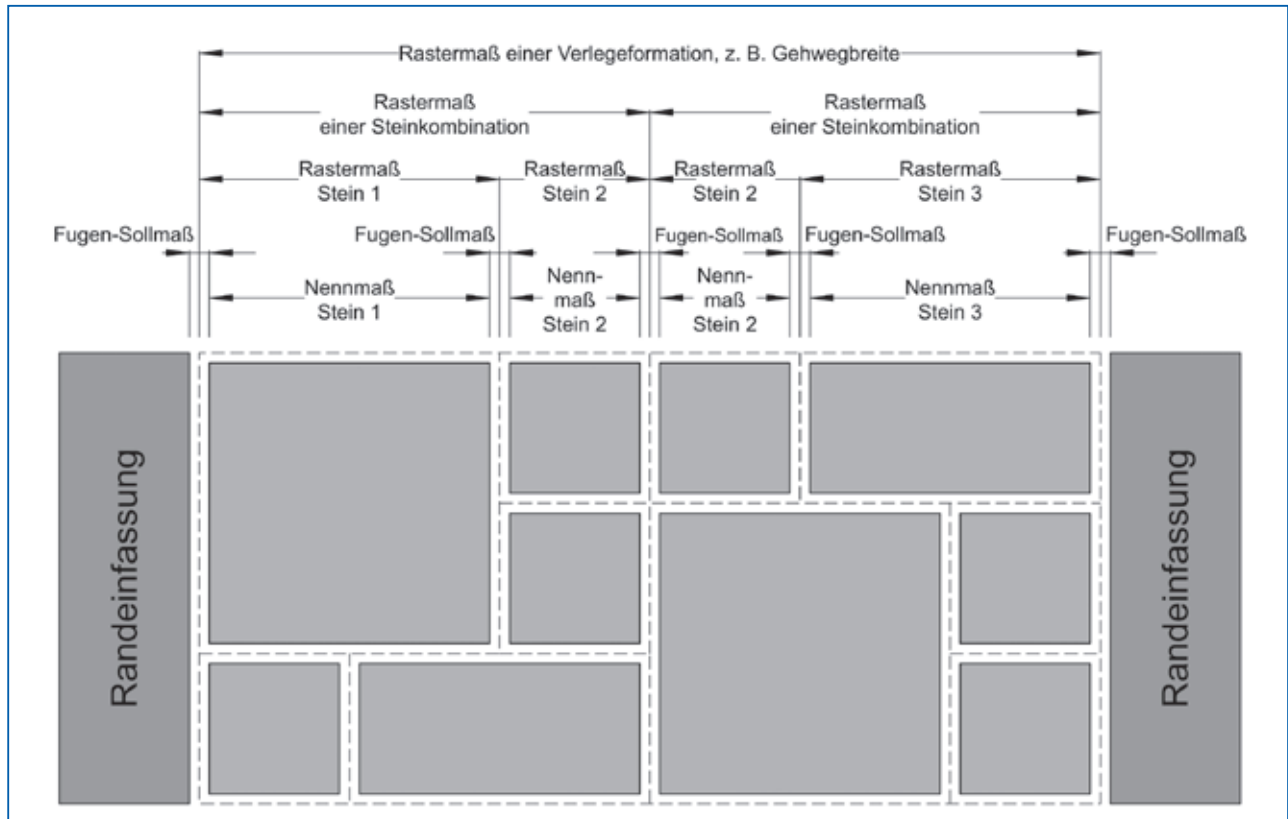 Rastermaß einer Verlegeformation, z. B. Gehwegbreite
Rastermaß
einer Steinkombination
Rastermaß
einer Steinkombination
Rastermaß
Stein 1
Rastermaß
Stein 2
Rastermaß
Stein 2
Rastermaß
Stein 3
Fugen-Sollmaß
Fugen-Sollmaß
Fugen-Sollmaß
Fugen-Sollmaß
Fugen-Sollmaß
Nennmaß
Stein 1
Nenn-
maß
Stein 2
Nenn-
maß
Stein 2
Nennmaß
Stein 3
Randeinfassung
Randeinfassung